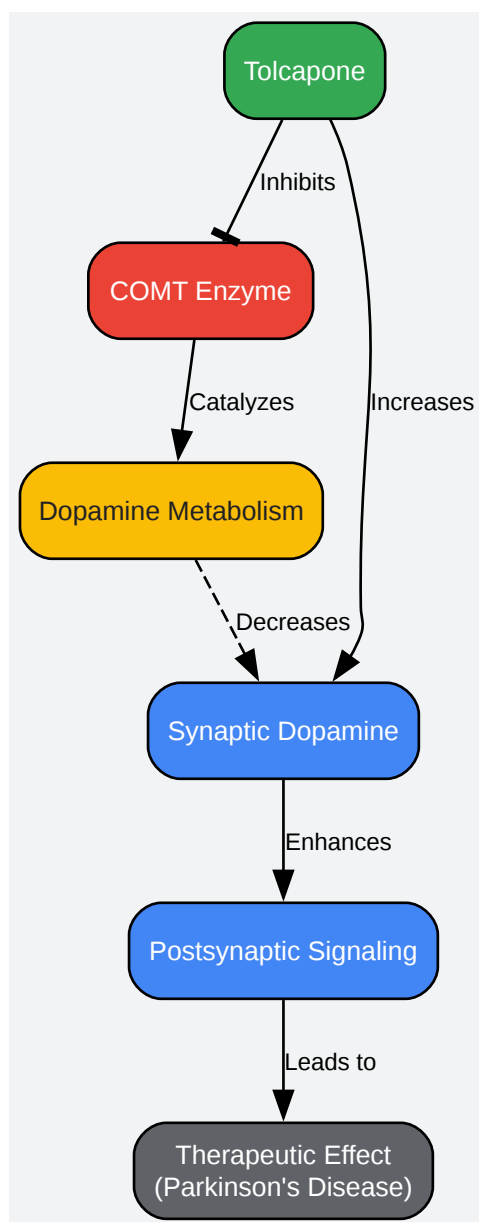 Tolcapone
Inhibits
COMT Enzyme
Catalyzes
Increases
Dopamine Metabolism
Decreases
Synaptic Dopamine
Enhances
Postsynaptic Signaling
Leads to
Therapeutic Effect
(Parkinson's Disease)